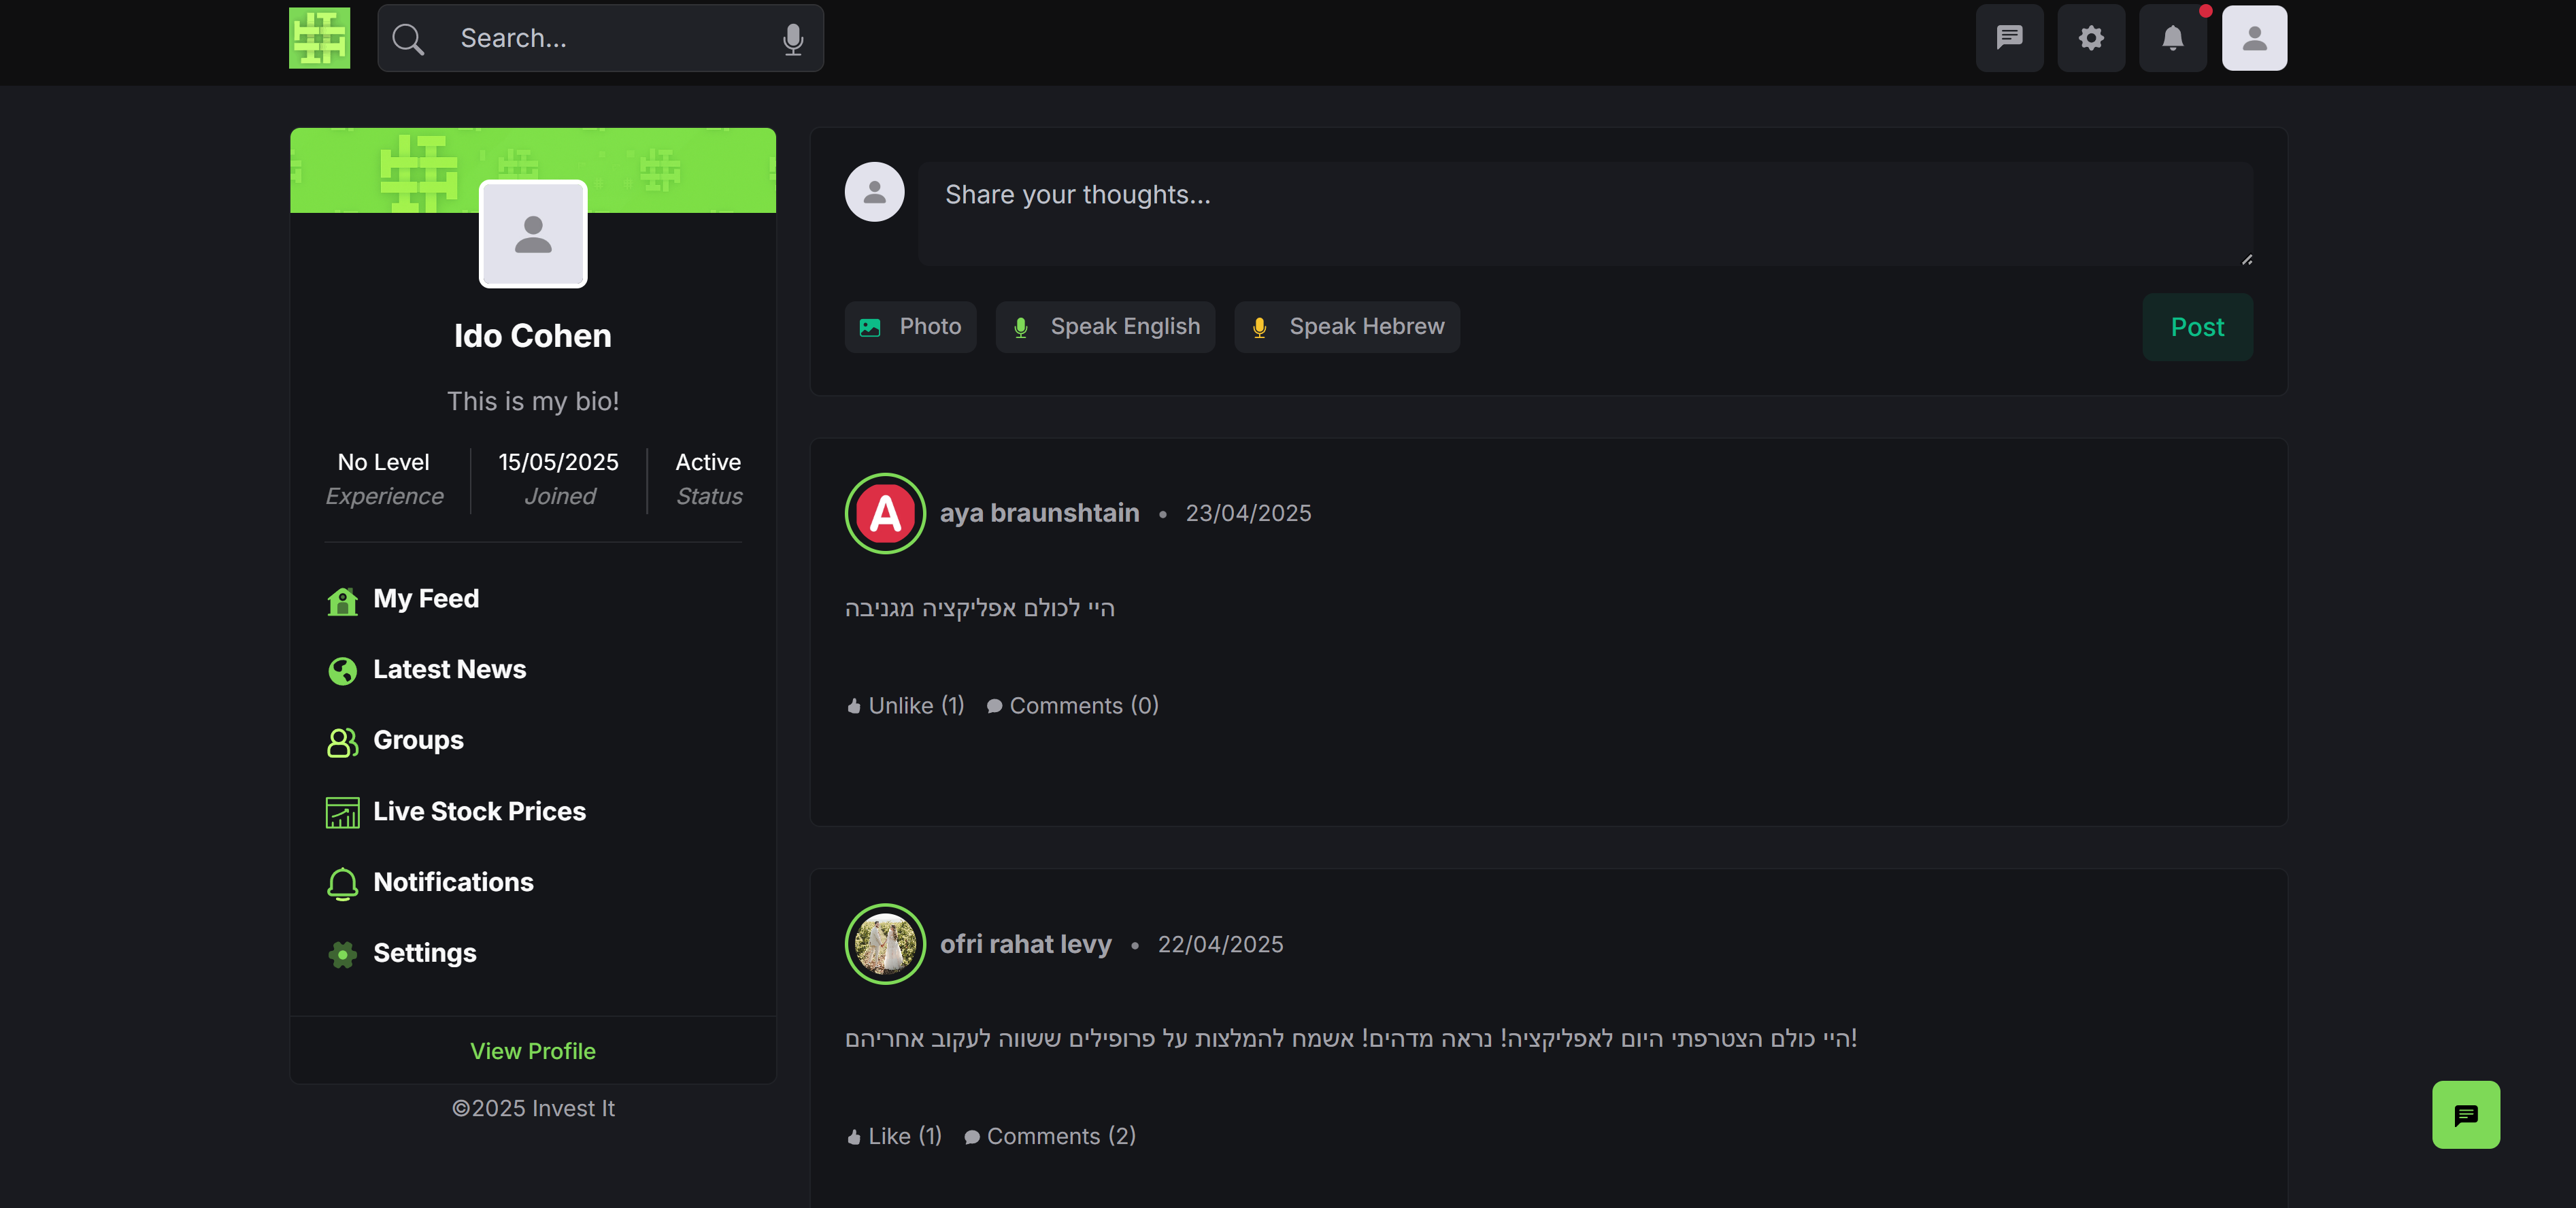 Search...
Ido Cohen
This is my bio!
No Level
Experience
15/05/2025
Joined
Active
Status
My Feed
Latest News
Groups
Live Stock Prices
Notifications
Settings
View Profile
©2025 Invest It
Share your thoughts...
Photo
Speak English
Speak Hebrew
Post
aya braunshtain • 23/04/2025
היי לכולם אפליקציה מגניבה
Unlike (1) Comments (0)
ofri rahat levy • 22/04/2025
היי כולם הצטרפתי היום לאפליקציה! נראה מדהים! אשמח להמלצות על פרופילים ששווה לעקוב אחריהם!
Like (1) Comments (2)